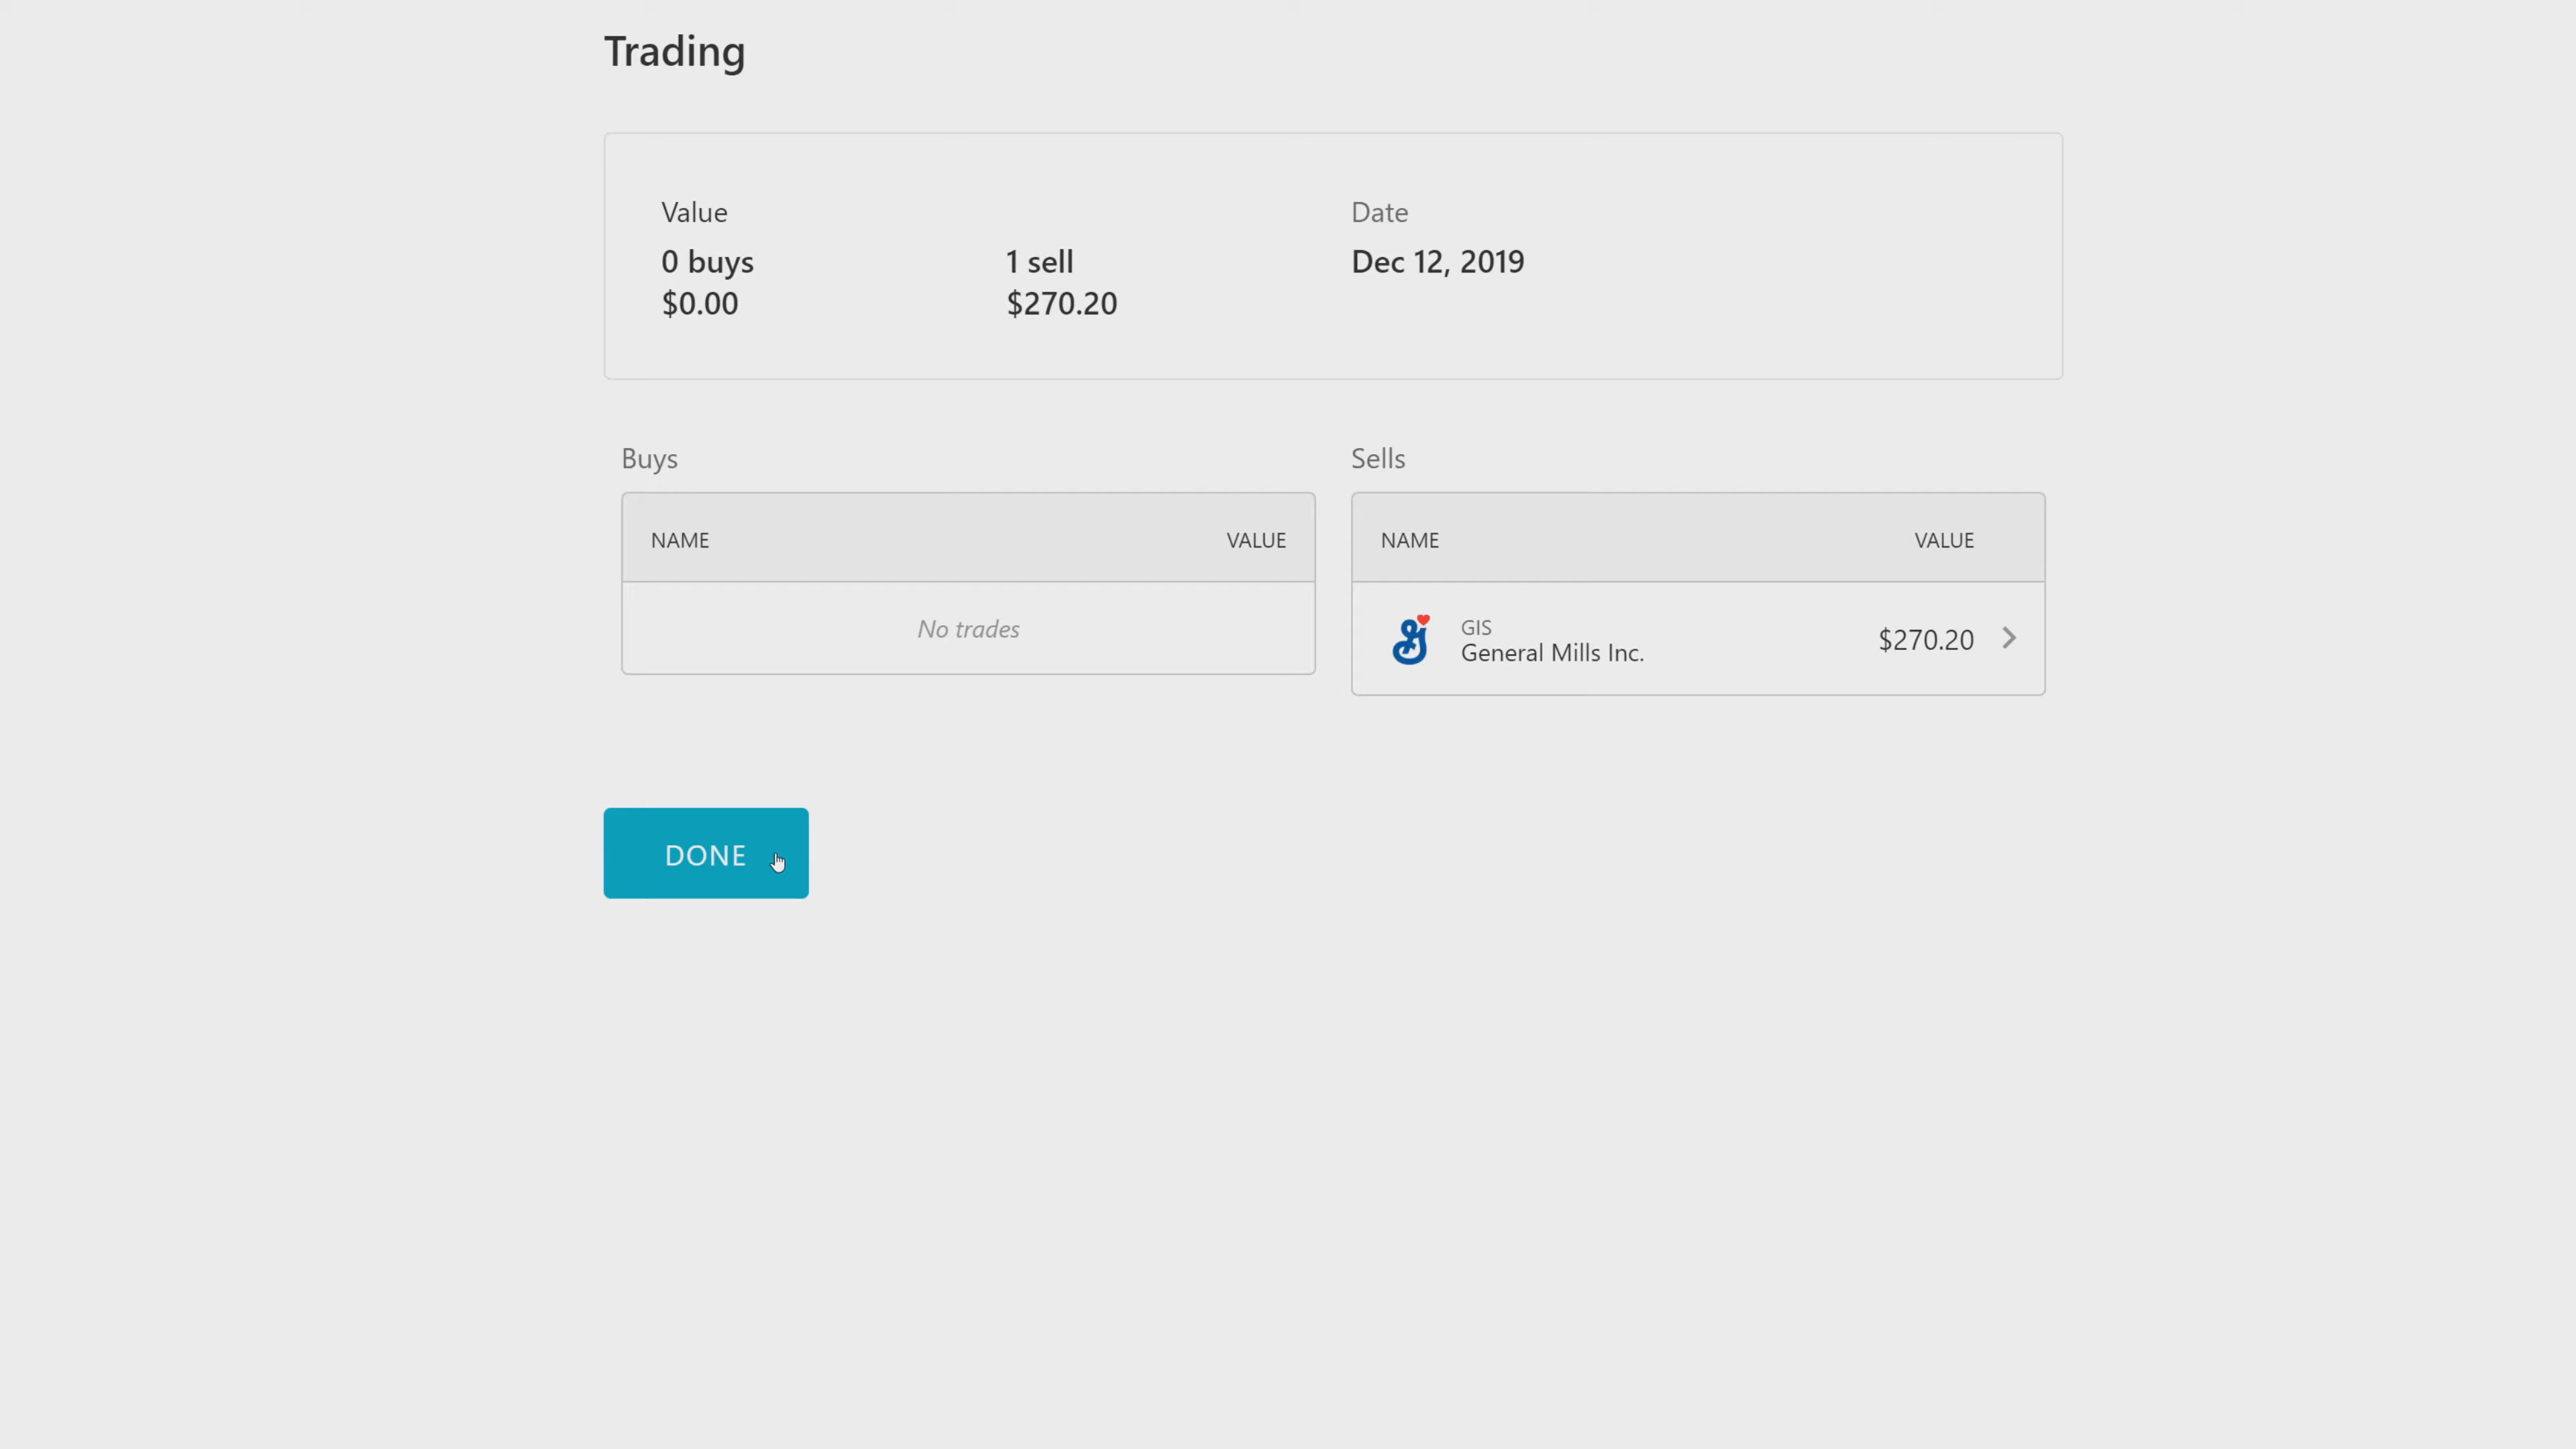 Trading
Value
0 buys
$0.00
1 sell
$270.20
Date
Dec 12, 2019
Buys
NAME VALUE
No trades
Sells
NAME VALUE
GIS
General Mills Inc.
$270.20
DONE